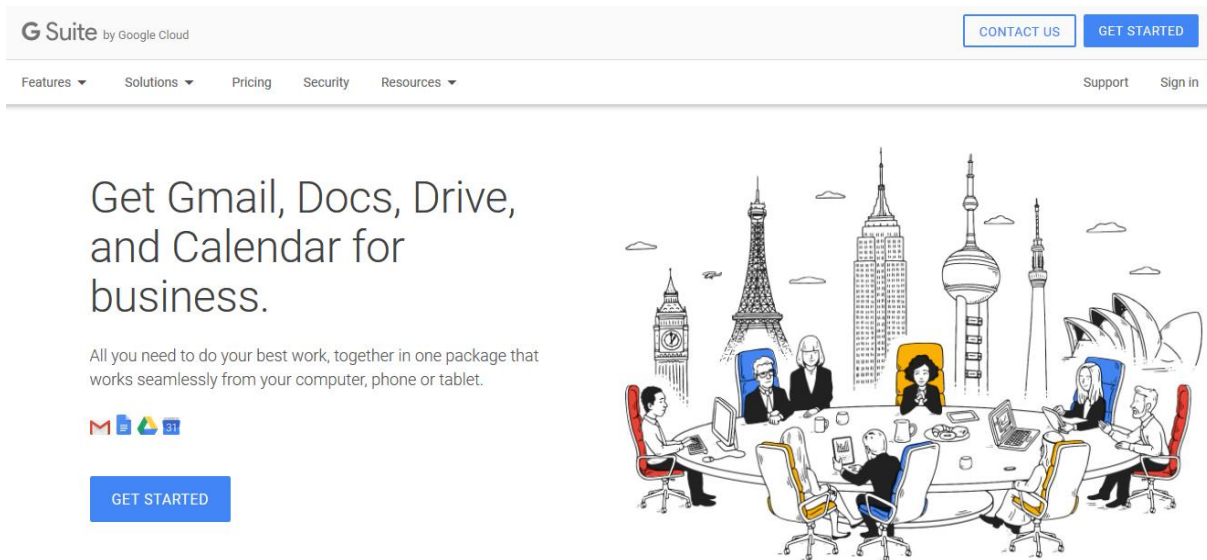 G Suite by Google Cloud
CONTACT US
GET STARTED
Features
Solutions
Pricing
Security
Resources
Support
Sign in
Get Gmail, Docs, Drive,
and Calendar for
business.
All you need to do your best work, together in one package that
works seamlessly from your computer, phone or tablet.
31
GET STARTED